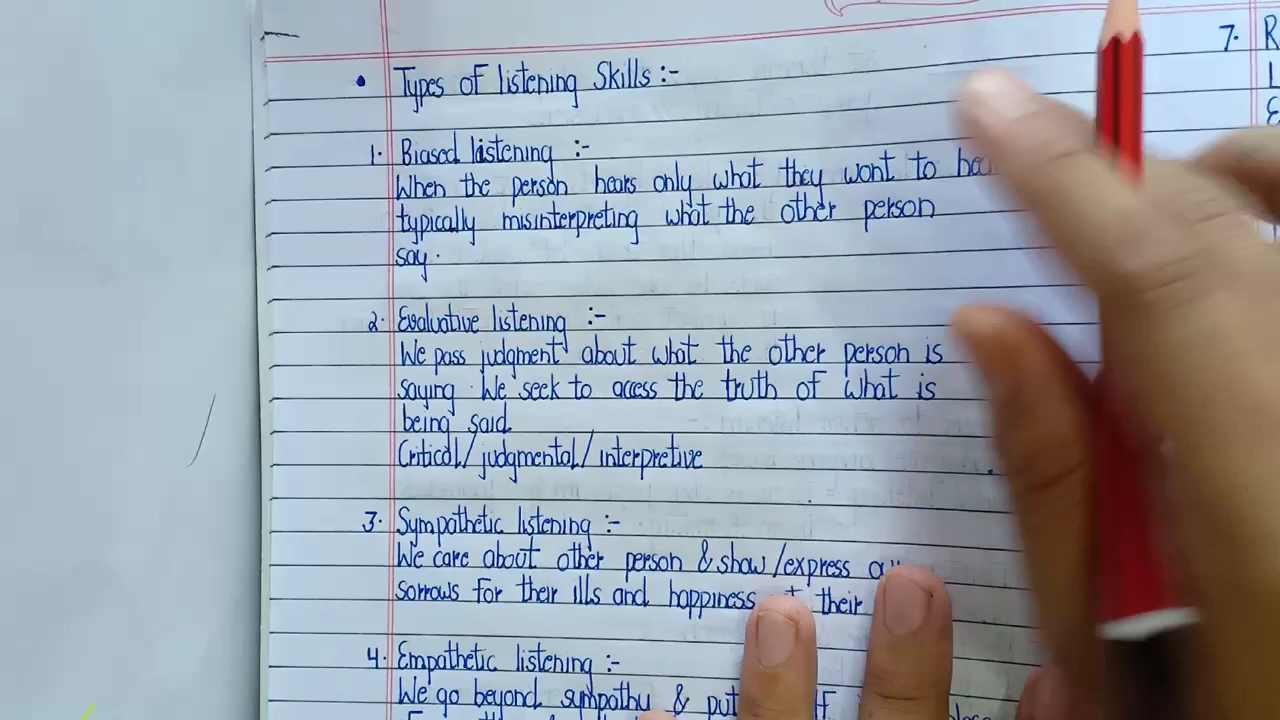 • Types of listening Skills :-
1. Biased listening :-
When the person hears only what they want to
typically misinterpreting what the other person
say.
2. Evaluative listening :-
We pass judgment about what the other person is
saying. We seek to access the truth of what is
being said.
Critical/judgmental/interpretive
3. Sympathetic listening :-
We care about other person & show/express
sorrows for their ills and happiness their
4. Empathetic listening :-
We go beyond sympathy & put
7.